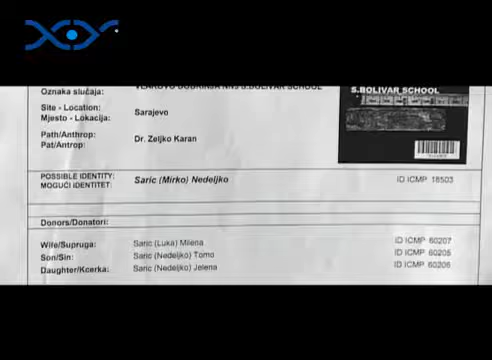 Oznaka slučaja:
S.BOLIVAR SCHOOL
S.BOLIVAR SCHOOL
Site - Location:
Mjesto - Lokacija:
Sarajevo
Path/Anthrop:
Pat/Antrop:
Dr. Zeljko Karan
POSSIBLE IDENTITY:
MOGUĆI IDENTITET:
Saric (Mirko) Nedeljko
ID ICMP 18503
Donors/Donatori:
Wife/Supruga: Saric (Luka) Milena ID ICMP 60207
Son/Sin: Saric (Nedeljko) Tomo ID ICMP 60205
Daughter/Kcerka: Saric (Nedeljko) Jelena ID ICMP 60206